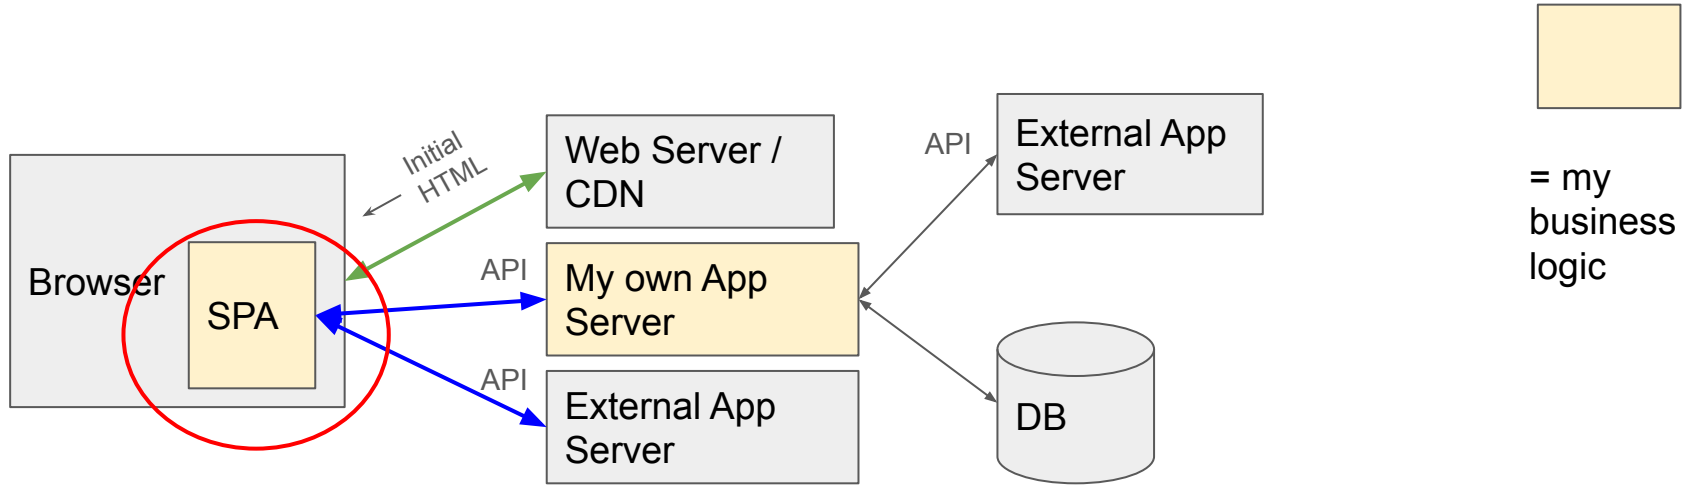 Browser
SPA
Initial
HTML
Web Server /
CDN
API
My own App
Server
API
External App
Server
API
External App
Server
DB
= my
business
logic